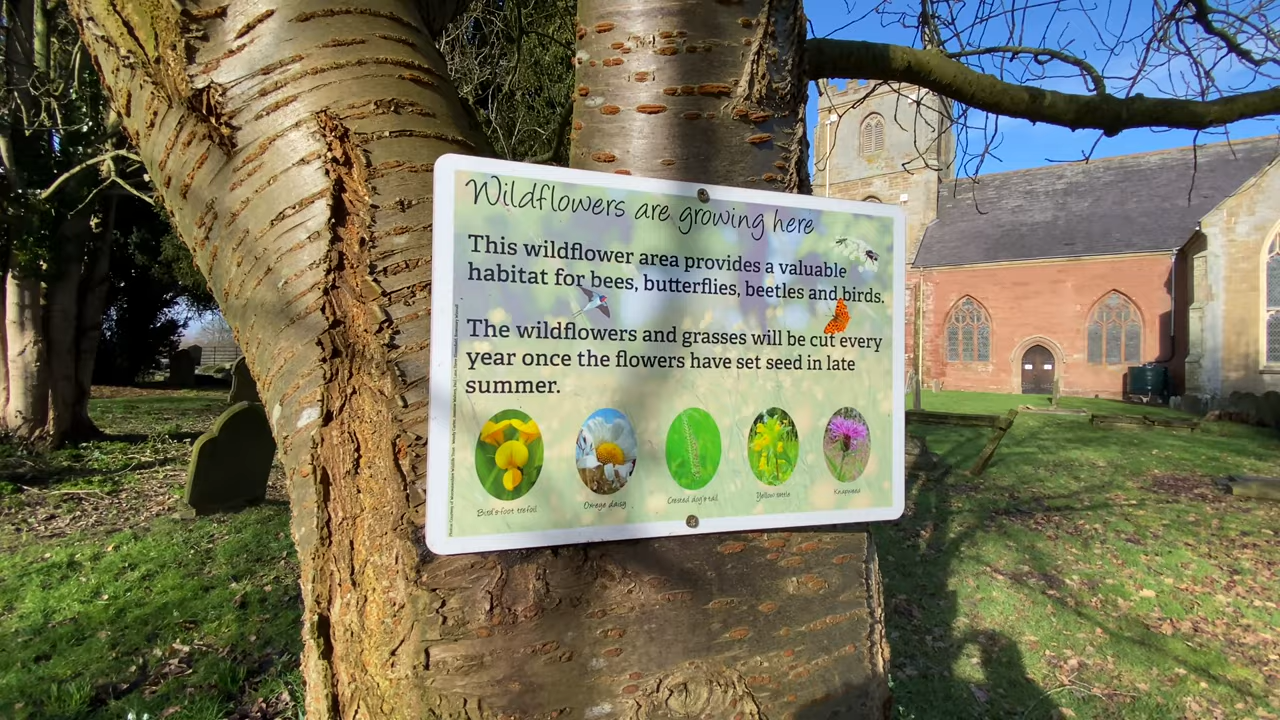 Wildflowers are growing here
This wildflower area provides a valuable
habitat for bees, butterflies, beetles and birds.
The wildflowers and grasses will be cut every
year once the flowers have set seed in late
summer.
Bird's-foot trefoil
Ox-eye daisy
Crested dog's-tail
Yellow rattle
Knapweed